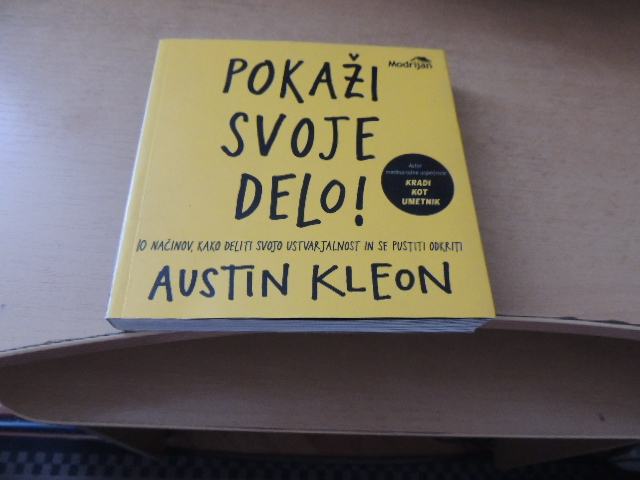 POKAŽI
SVOJE
DELO!
Modrijan
Avtor
mednarodne uspešnice
KRADI
KOT
UMETNIK
10 NAČINOV, KAKO DELITI SVOJO USTVARJALNOST IN SE PUSTITI ODKRITI
AUSTIN KLEON